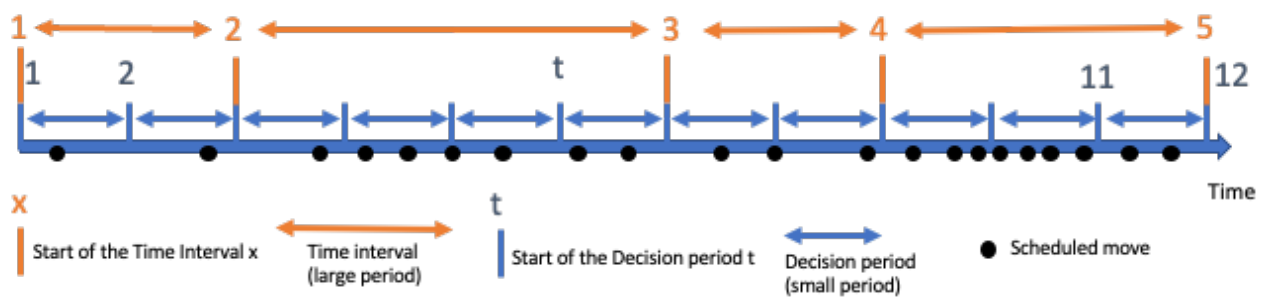 1 2 3 4 5
1 2 t 11 12
Time
x t
Start of the Time Interval x
Time interval
(large period)
Start of the Decision period t
Decision period
(small period)
Scheduled move